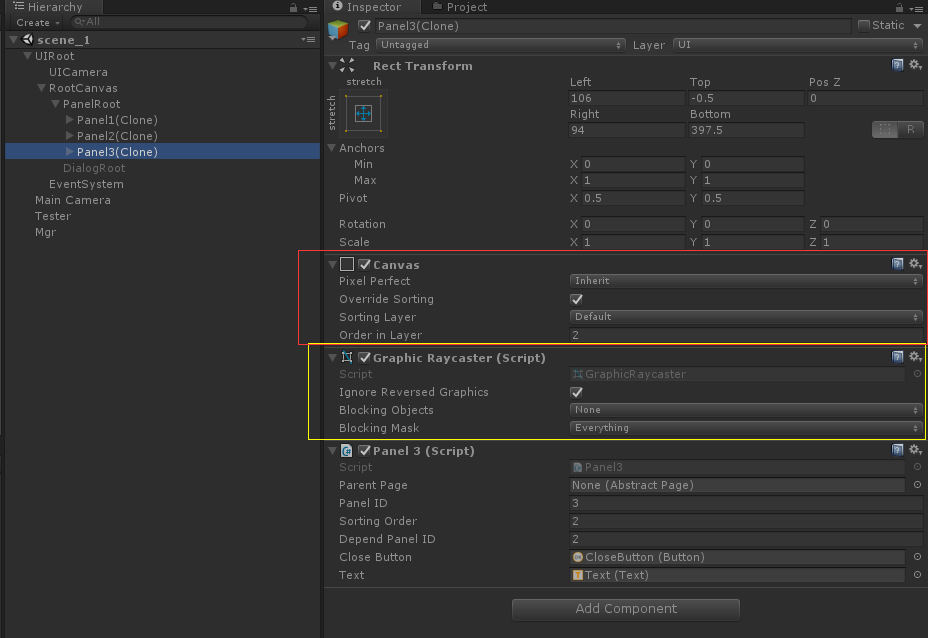 Hierarchy
Create
All
scene_1
UIRoot
UICamera
RootCanvas
PanelRoot
Panel1(Clone)
Panel2(Clone)
Panel3(Clone)
DialogRoot
EventSystem
Main Camera
Tester
Mgr
Inspector Project
Panel3(Clone) Static
Tag Untagged Layer UI
Rect Transform
stretch Left Top Pos Z
stretch 106 -0.5 0
Right Bottom
94 397.5 R
Anchors
Min X 0 Y 0
Max X 1 Y 1
Pivot X 0.5 Y 0.5
Rotation X 0 Y 0 Z 0
Scale X 1 Y 1 Z 1
Canvas
Pixel Perfect Inherit
Override Sorting
Sorting Layer Default
Order in Layer 2
Graphic Raycaster (Script)
Script GraphicRaycaster
Ignore Reversed Graphics
Blocking Objects None
Blocking Mask Everything
Panel 3 (Script)
Script Panel3
Parent Page None (Abstract Page)
Panel ID 3
Sorting Order 2
Depend Panel ID 2
Close Button CloseButton (Button)
Text Text (Text)
Add Component